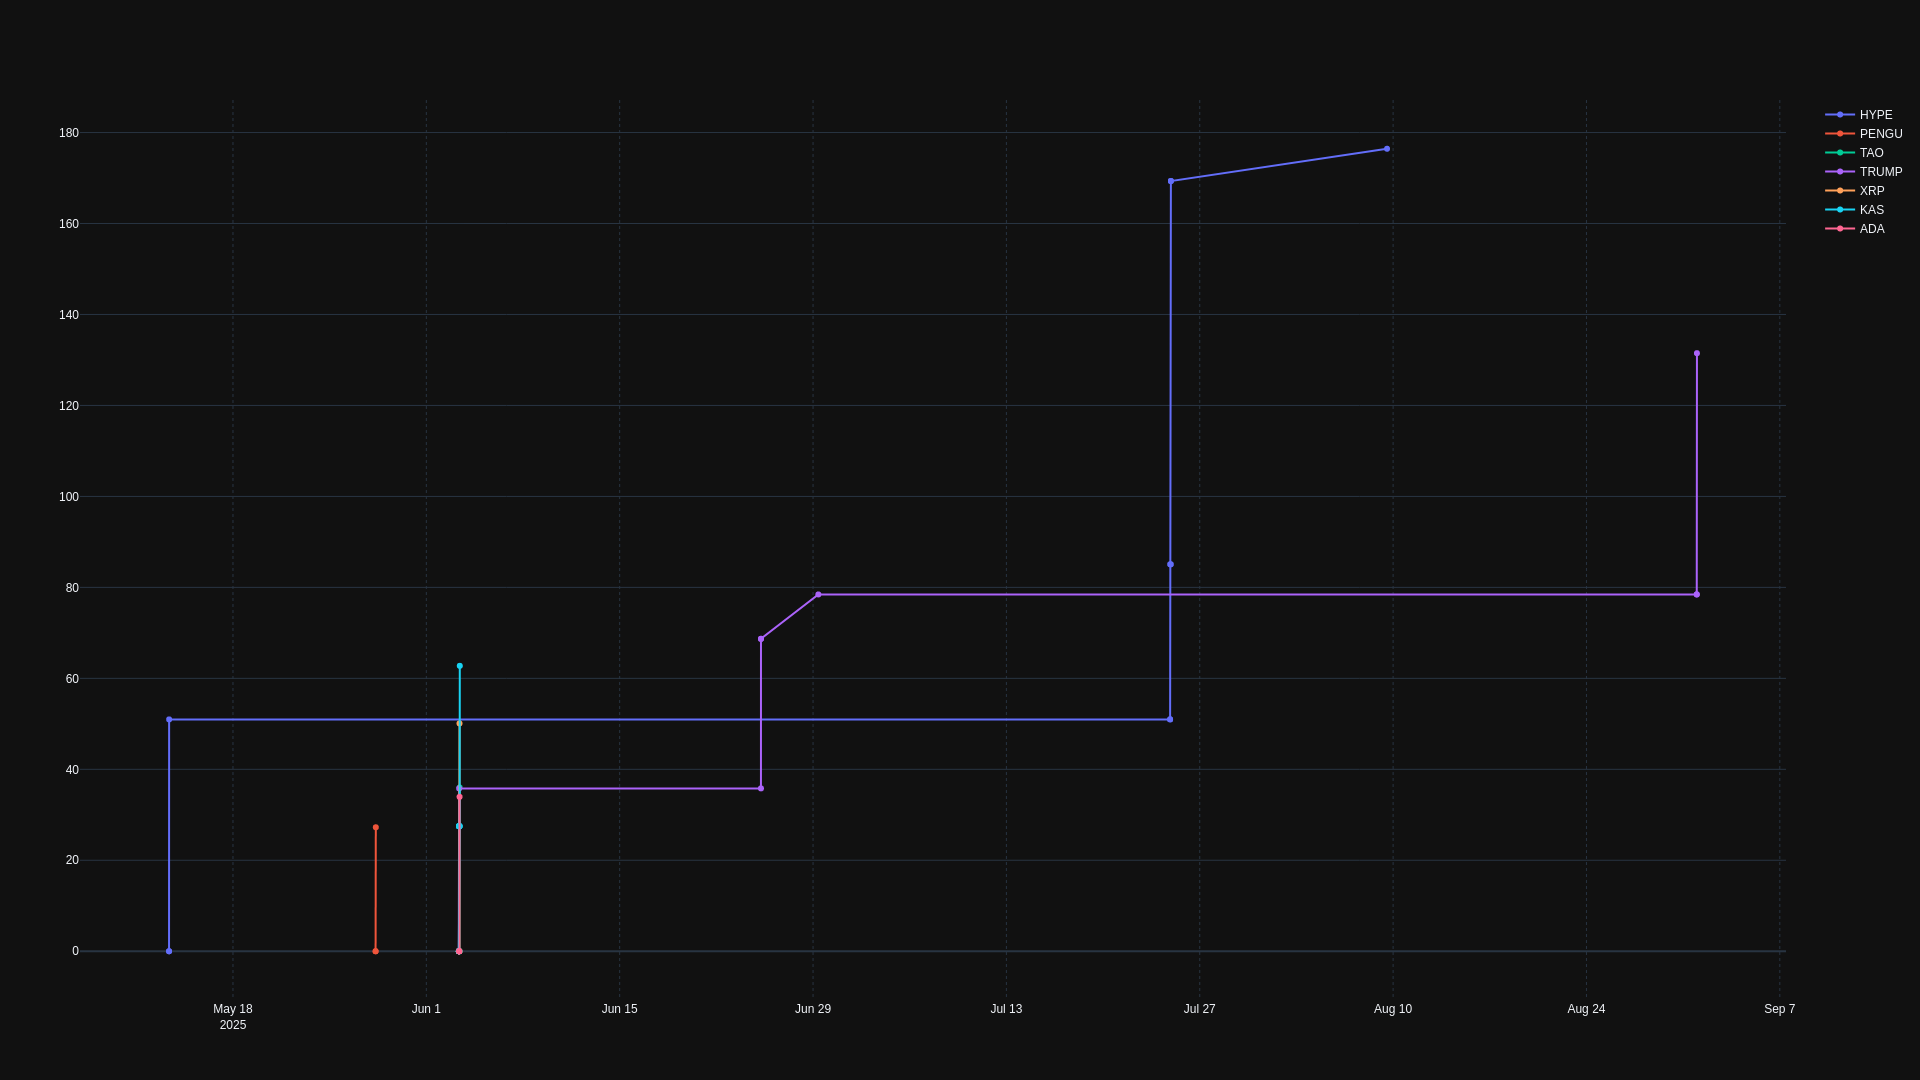 180
160
140
120
100
80
60
40
20
0
May 18
2025
Jun 1
Jun 15
Jun 29
Jul 13
Jul 27
Aug 10
Aug 24
Sep 7
HYPE
PENGU
TAO
TRUMP
XRP
KAS
ADA